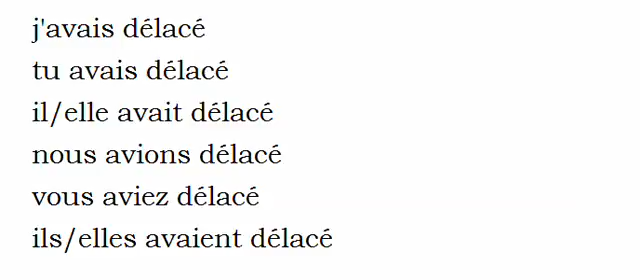 j'avais délacé
tu avais délacé
il/elle avait délacé
nous avions délacé
vous aviez délacé
ils/elles avaient délacé